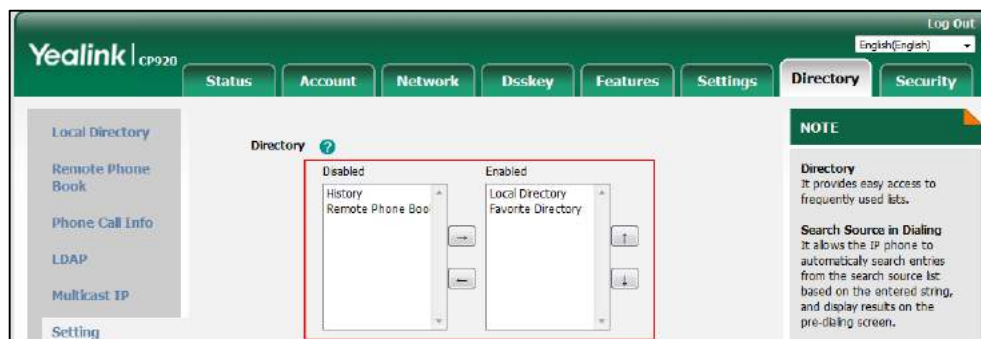 Log Out
Yealink | CP920
English(English)
Status Account Network Dsskey Features Settings Directory Security
Local Directory
Remote Phone
Book
Phone Call Info
LDAP
Multicast IP
Setting
Directory ?
Disabled
History
Remote Phone Boo
→
←
Enabled
Local Directory
Favorite Directory
↑
↓
NOTE
Directory
It provides easy access to
frequently used lists.
Search Source in Dialing
It allows the IP phone to
automaticaly search entries
from the search source list
based on the entered string,
and display results on the
pre-dialing screen.